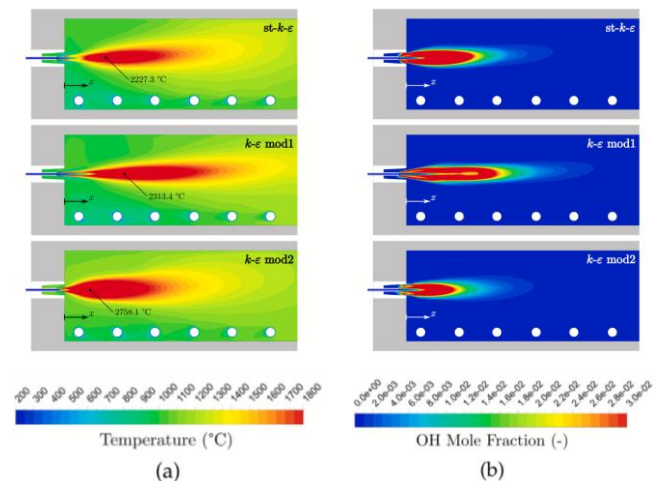 st-k-ε
2227.3 °C
x
k-ε mod1
2313.4 °C
x
k-ε mod2
2758.1 °C
x
200 300 400 500 600 700 800 900 1000 1100 1200 1300 1400 1500 1600 1700 1800
Temperature (°C)
(a)
st-k-ε
x
k-ε mod1
x
k-ε mod2
x
0.0e+00 2.0e-03 4.0e-03 6.0e-03 8.0e-03 1.0e-02 1.2e-02 1.4e-02 1.6e-02 1.8e-02 2.0e-02 2.2e-02 2.4e-02 2.6e-02 2.8e-02 3.0e-02
OH Mole Fraction (-)
(b)